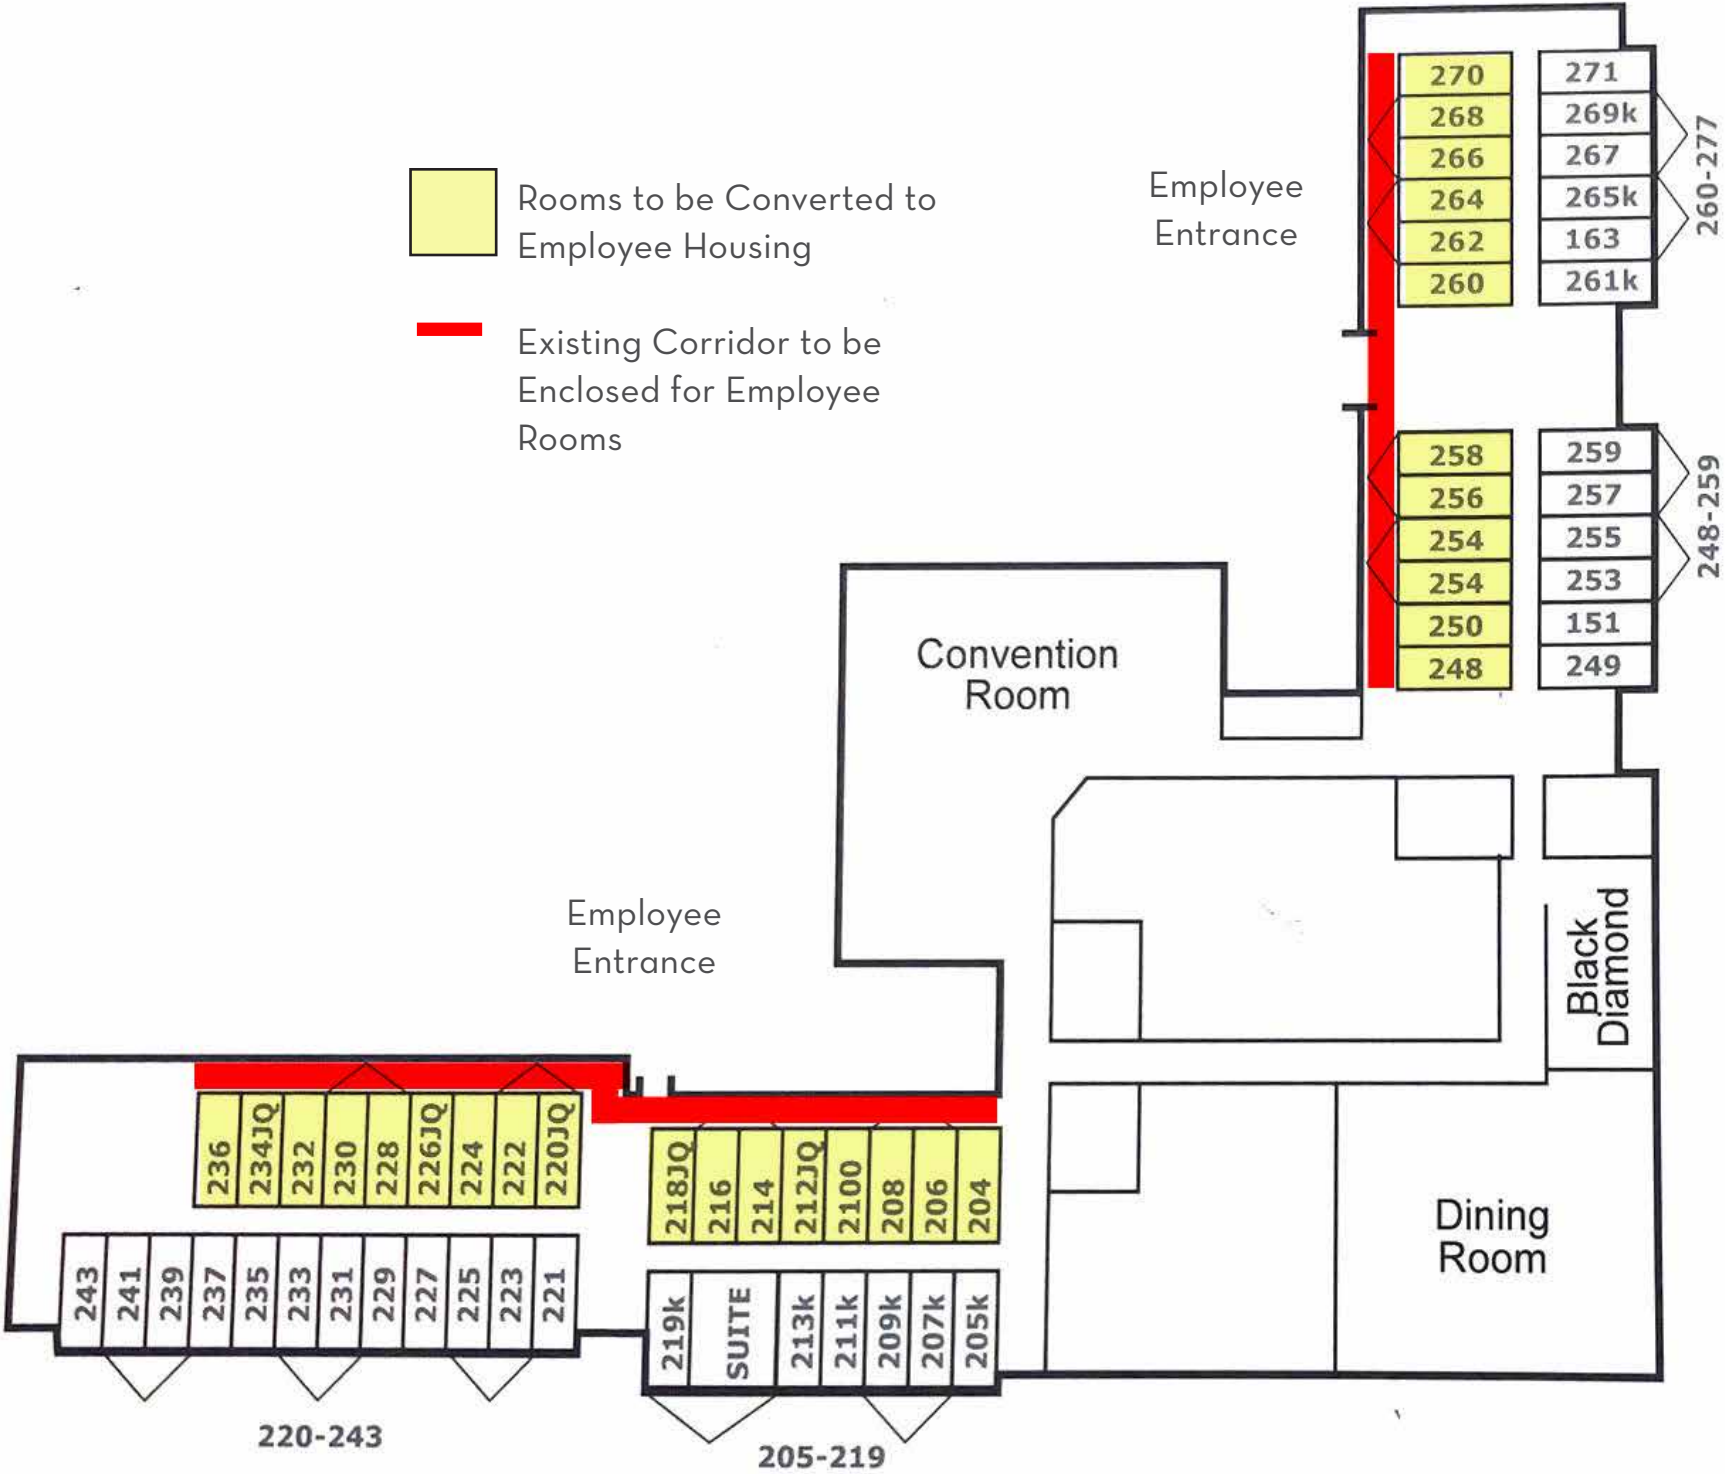 Rooms to be Converted to
Employee Housing
Existing Corridor to be
Enclosed for Employee
Rooms
Employee
Entrance
270
268
266
264
262
260
271
269k
267
265k
163
261k
260-277
258
256
254
254
250
248
259
257
255
253
151
249
248-259
Convention
Room
Black
Diamond
Dining
Room
Employee
Entrance
236
234JQ
232
230
228
226JQ
224
222
220JQ
218JQ
216
214
212JQ
2100
208
206
204
243
241
239
237
235
233
231
229
227
225
223
221
219k
SUITE
213k
211k
209k
207k
205k
220-243
205-219